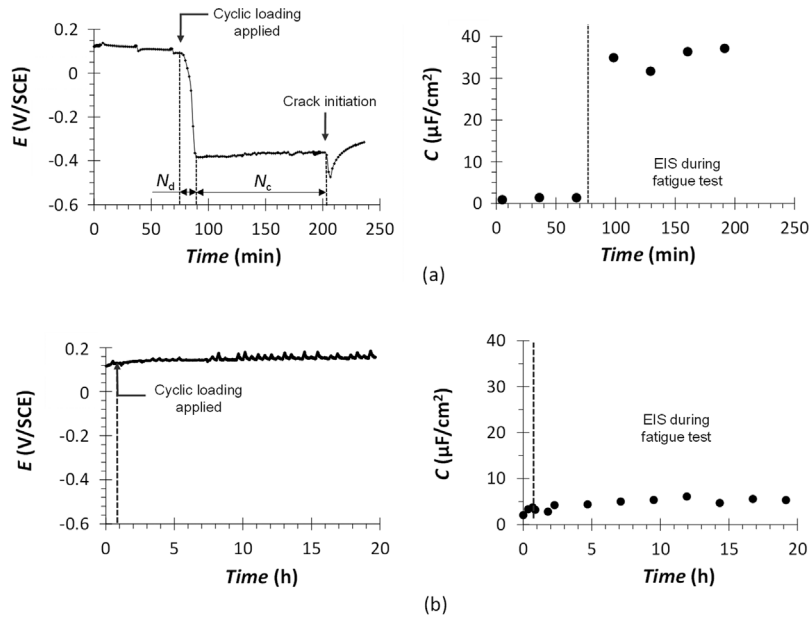 Cyclic loading
applied
0.2
0
-0.2
-0.4
-0.6
E (V/SCE)
Crack initiation
Nd
Nc
0
50
100
150
200
250
Time (min)
40
30
20
10
0
C (µF/cm²)
EIS during
fatigue test
0
50
100
150
200
250
Time (min)
(a)
0.2
0
-0.2
-0.4
-0.6
E (V/SCE)
Cyclic loading
applied
0
5
10
15
20
Time (h)
40
30
20
10
0
C (µF/cm²)
EIS during
fatigue test
0
5
10
15
20
Time (h)
(b)